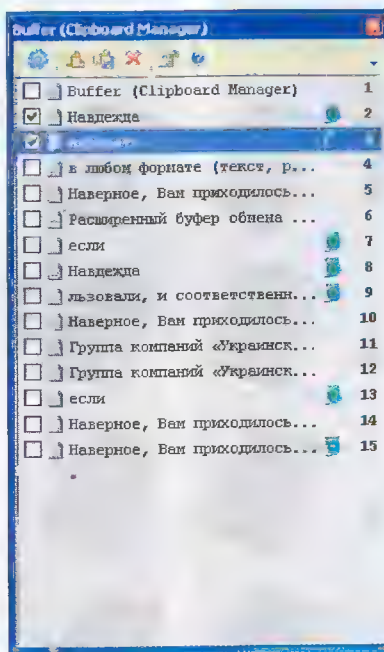 Buffer (Clipboard Manager)
Buffer (Clipboard Manager) 1
Навдежда 2
в любом формате (текст, р... 4
Наверное, Вам приходилось... 5
Расширенный буфер обмена ... 6
если 7
Навдежда 8
льзовали, и соответственн... 9
Наверное, Вам приходилось... 10
Группа компаний «Украинск... 11
Группа компаний «Украинск... 12
если 13
Наверное, Вам приходилось... 14
Наверное, Вам приходилось... 15